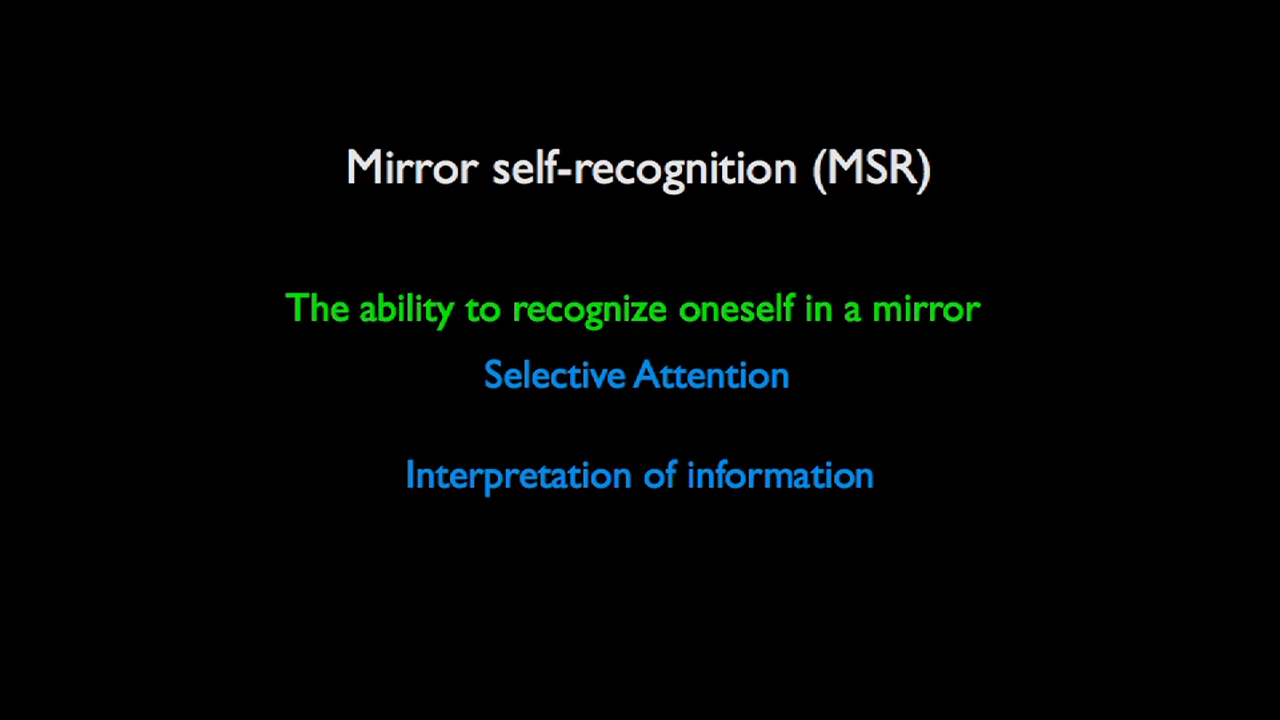 Mirror self-recognition (MSR)
The ability to recognize oneself in a mirror
Selective Attention
Interpretation of information